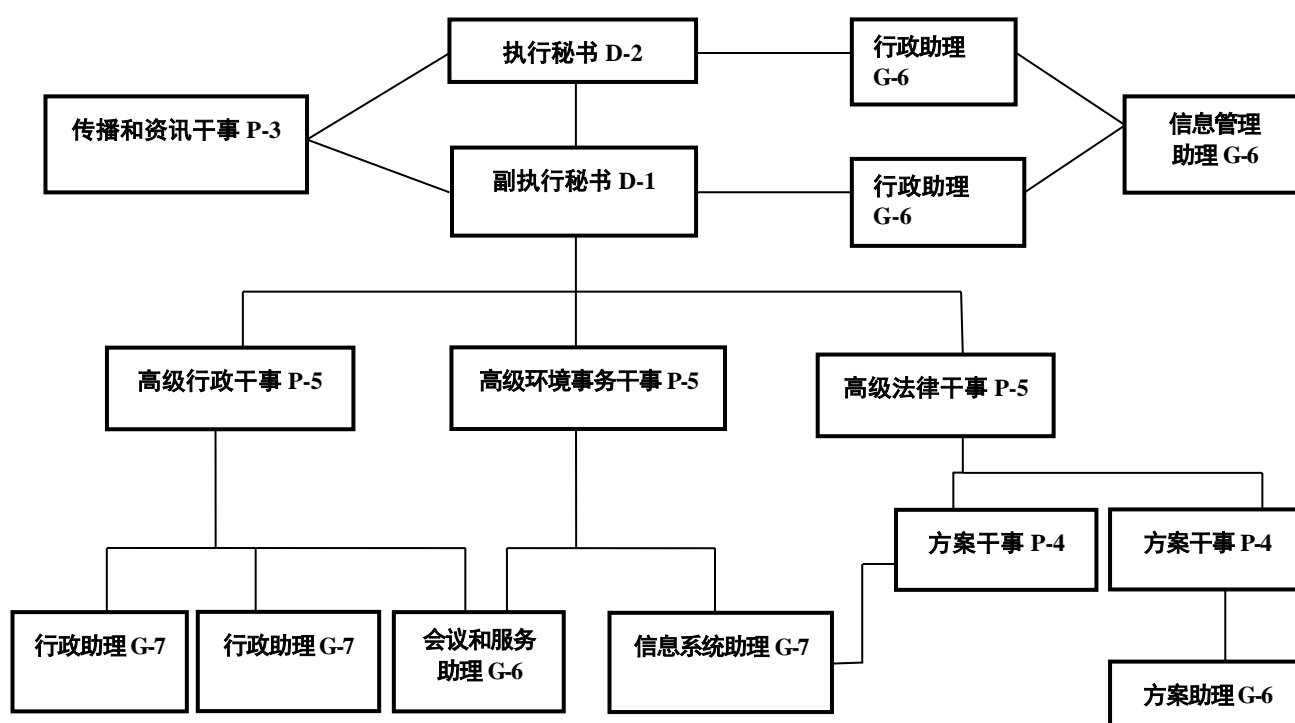 执行秘书 D-2
行政助理
G-6
传播和资讯干事 P-3
信息管理
助理 G-6
副执行秘书 D-1
行政助理
G-6
高级行政干事 P-5
高级环境事务干事 P-5
高级法律干事 P-5
方案干事 P-4
方案干事 P-4
行政助理 G-7
行政助理 G-7
会议和服务
助理 G-6
信息系统助理 G-7
方案助理 G-6